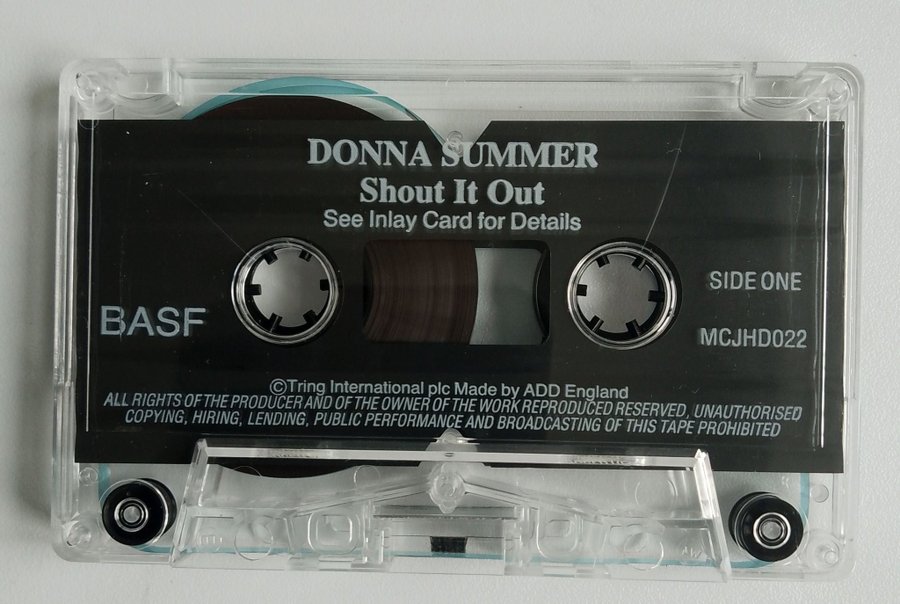 DONNA SUMMER
Shout It Out
See Inlay Card for Details
SIDE ONE
BASF
MCJHD022
©Tring International plc Made by ADD England
ALL RIGHTS OF THE PRODUCER AND OF THE OWNER OF THE WORK REPRODUCED RESERVED, UNAUTHORISED
COPYING, HIRING, LENDING, PUBLIC PERFORMANCE AND BROADCASTING OF THIS TAPE PROHIBITED